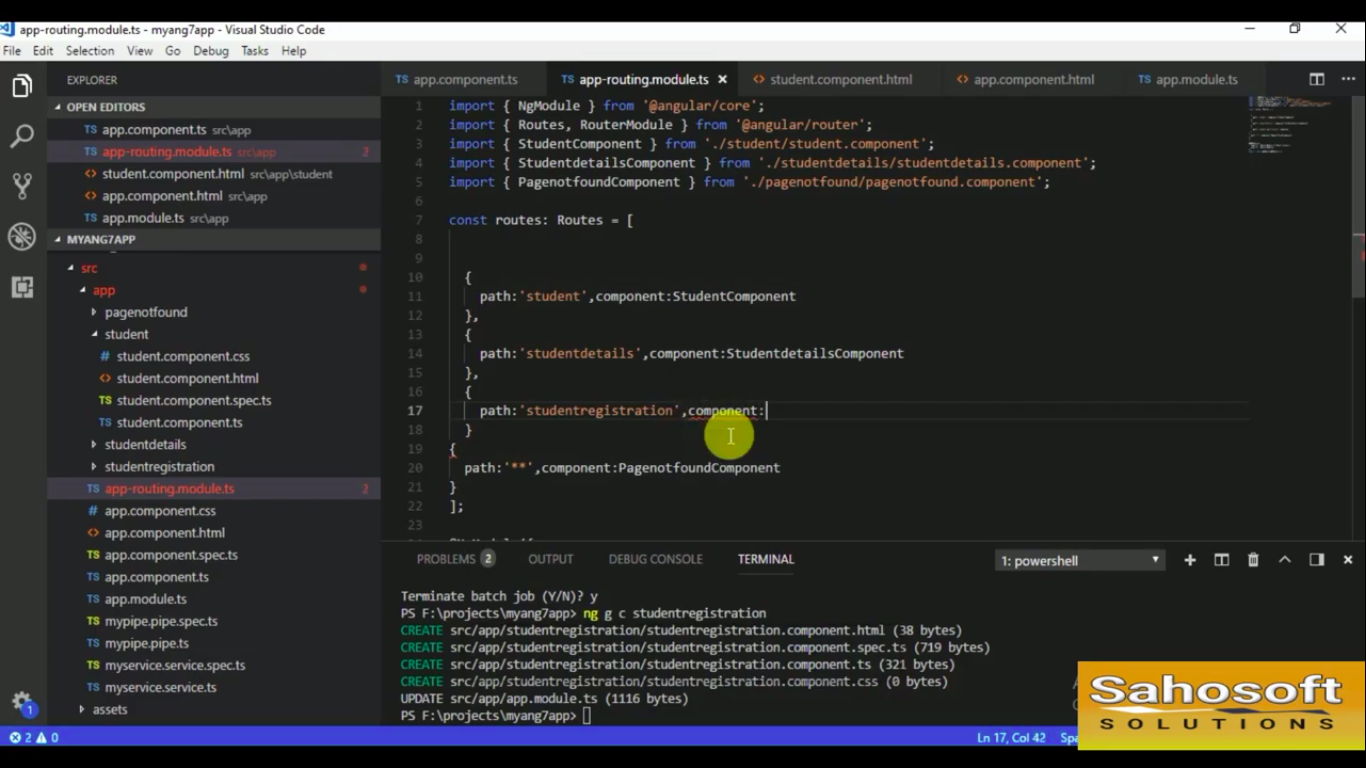 app-routing.module.ts - myang7app - Visual Studio Code
File Edit Selection View Go Debug Tasks Help
EXPLORER
OPEN EDITORS
TS app.component.ts src\app
TS app-routing.module.ts src\app 2
<> student.component.html src\app\student
<> app.component.html src\app
TS app.module.ts src\app
MYANG7APP
src
app
pagenotfound
student
# student.component.css
<> student.component.html
TS student.component.spec.ts
TS student.component.ts
studentdetails
studentregistration
TS app-routing.module.ts 2
# app.component.css
<> app.component.html
TS app.component.spec.ts
TS app.component.ts
TS app.module.ts
TS mypipe.pipe.spec.ts
TS mypipe.pipe.ts
TS myservice.service.spec.ts
TS myservice.service.ts
assets
1
TS app.component.ts TS app-routing.module.ts <> student.component.html <> app.component.html TS app.module.ts
1 import { NgModule } from '@angular/core';
2 import { Routes, RouterModule } from '@angular/router';
3 import { StudentComponent } from './student/student.component';
4 import { StudentdetailsComponent } from './studentdetails/studentdetails.component';
5 import { PagenotfoundComponent } from './pagenotfound/pagenotfound.component';
6
7 const routes: Routes = [
8
9
10 {
11 path:'student',component:StudentComponent
12 },
13 {
14 path:'studentdetails',component:StudentdetailsComponent
15 },
16 {
17 path:'studentregistration',component:
18 }
19 {
20 path:'**',component:PagenotfoundComponent
21 }
22 ];
23
PROBLEMS 2 OUTPUT DEBUG CONSOLE TERMINAL 1: powershell
Terminate batch job (Y/N)? y
PS F:\projects\myang7app> ng g c studentregistration
CREATE src/app/studentregistration/studentregistration.component.html (38 bytes)
CREATE src/app/studentregistration/studentregistration.component.spec.ts (719 bytes)
CREATE src/app/studentregistration/studentregistration.component.ts (321 bytes)
CREATE src/app/studentregistration/studentregistration.component.css (0 bytes)
UPDATE src/app/app.module.ts (1116 bytes)
PS F:\projects\myang7app>
2 0 Ln 17, Col 42
Sahosoft
SOLUTIONS